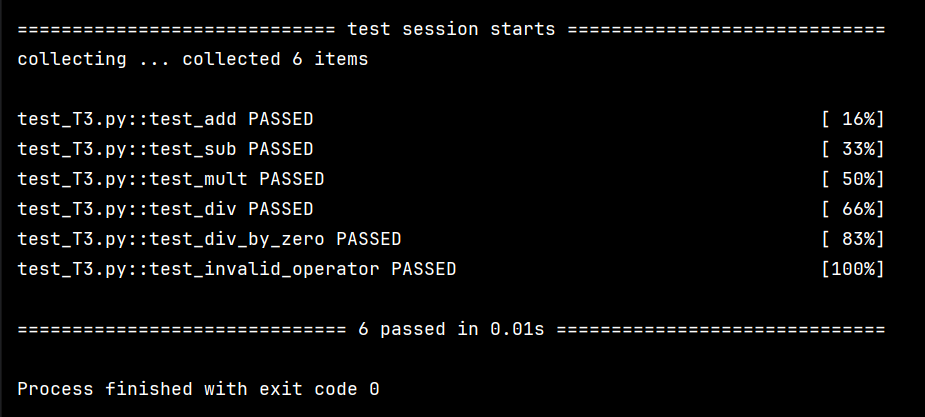 ============================= test session starts =============================
collecting ... collected 6 items
test_T3.py::test_add PASSED [ 16%]
test_T3.py::test_sub PASSED [ 33%]
test_T3.py::test_mult PASSED [ 50%]
test_T3.py::test_div PASSED [ 66%]
test_T3.py::test_div_by_zero PASSED [ 83%]
test_T3.py::test_invalid_operator PASSED [100%]
============================== 6 passed in 0.01s ==============================
Process finished with exit code 0